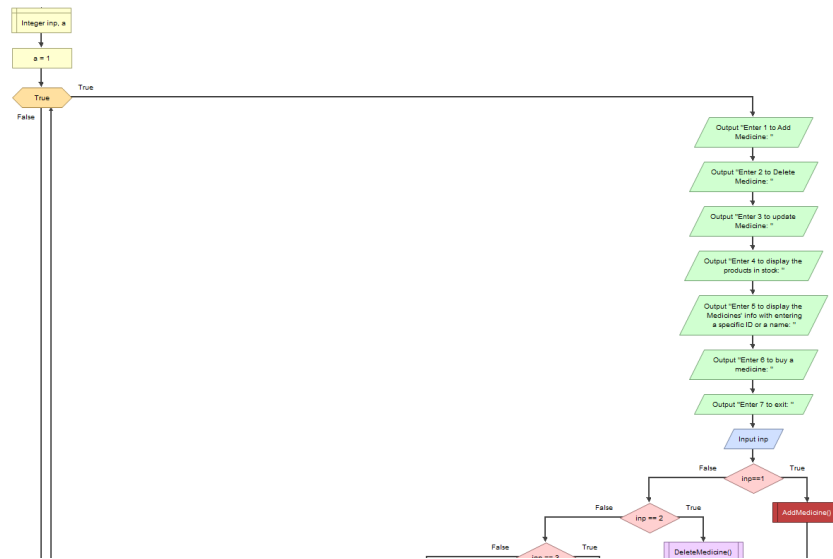 Integer inp, a
a = 1
True
True
False
Output "Enter 1 to Add
Medicine: "
Output "Enter 2 to Delete
Medicine: "
Output "Enter 3 to update
Medicine: "
Output "Enter 4 to display the
products in stock: "
Output "Enter 5 to display the
Medicines' info with entering
a specific ID or a name: "
Output "Enter 6 to buy a
medicine: "
Output "Enter 7 to exit: "
Input inp
False
True
inp==1
AddMedicine()
False
True
inp == 2
DeleteMedicine()
False
True
inp == 3